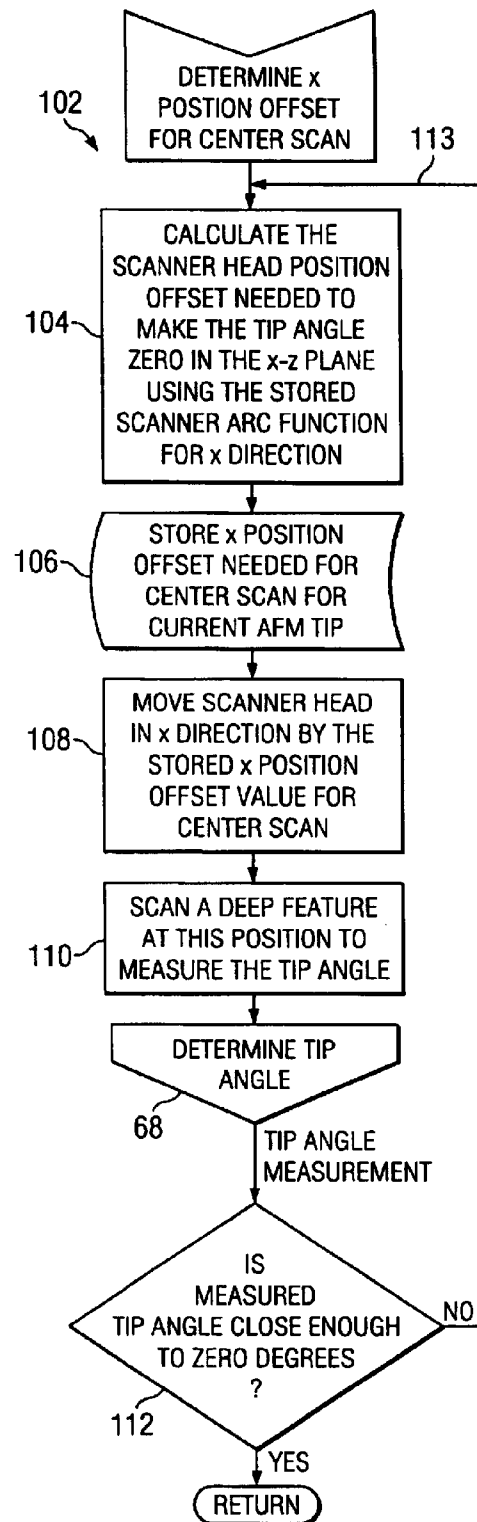 DETERMINE x
POSTION OFFSET
FOR CENTER SCAN
102
113
CALCULATE THE
SCANNER HEAD POSITION
OFFSET NEEDED TO
MAKE THE TIP ANGLE
ZERO IN THE x-z PLANE
USING THE STORED
SCANNER ARC FUNCTION
FOR x DIRECTION
104
STORE x POSITION
OFFSET NEEDED FOR
CENTER SCAN FOR
CURRENT AFM TIP
106
MOVE SCANNER HEAD
IN x DIRECTION BY THE
STORED x POSITION
OFFSET VALUE FOR
CENTER SCAN
108
SCAN A DEEP FEATURE
AT THIS POSITION TO
MEASURE THE TIP ANGLE
110
DETERMINE TIP
ANGLE
68
TIP ANGLE
MEASUREMENT
IS
MEASURED
TIP ANGLE CLOSE ENOUGH
TO ZERO DEGREES
?
NO
112
YES
RETURN